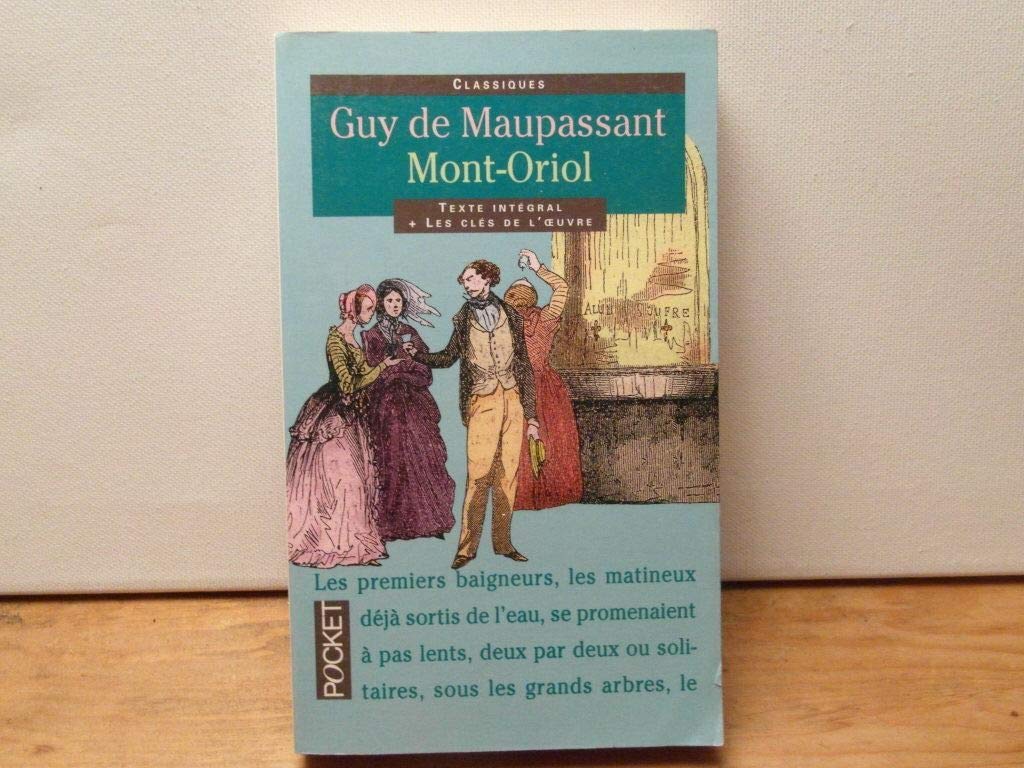 CLASSIQUES
Guy de Maupassant
Mont-Oriol
TEXTE INTÉGRAL
+ LES CLÉS DE L'ŒUVRE
Les premiers baigneurs, les matineux
déjà sortis de l'eau, se promenaient
à pas lents, deux par deux ou soli-
taires, sous les grands arbres, le
POCKET